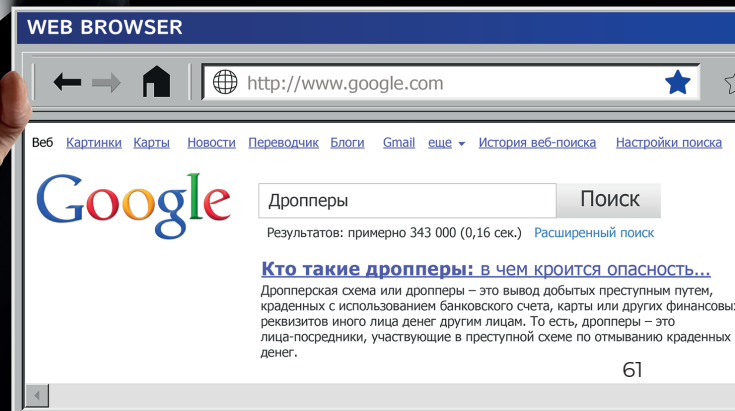 WEB BROWSER
http://www.google.com
Веб Картинки Карты Новости Переводчик Блоги Gmail еще История веб-поиска Настройки поиска
Google
Дропперы Поиск
Результатов: примерно 343 000 (0,16 сек.) Расширенный поиск
Кто такие дропперы: в чем кроится опасность...
Дропперская схема или дропперы – это вывод добытых преступным путем,
краденных с использованием банковского счета, карты или других финансовых
реквизитов иного лица денег другим лицам. То есть, дропперы – это
лица-посредники, участвующие в преступной схеме по отмыванию краденных
денег.
61